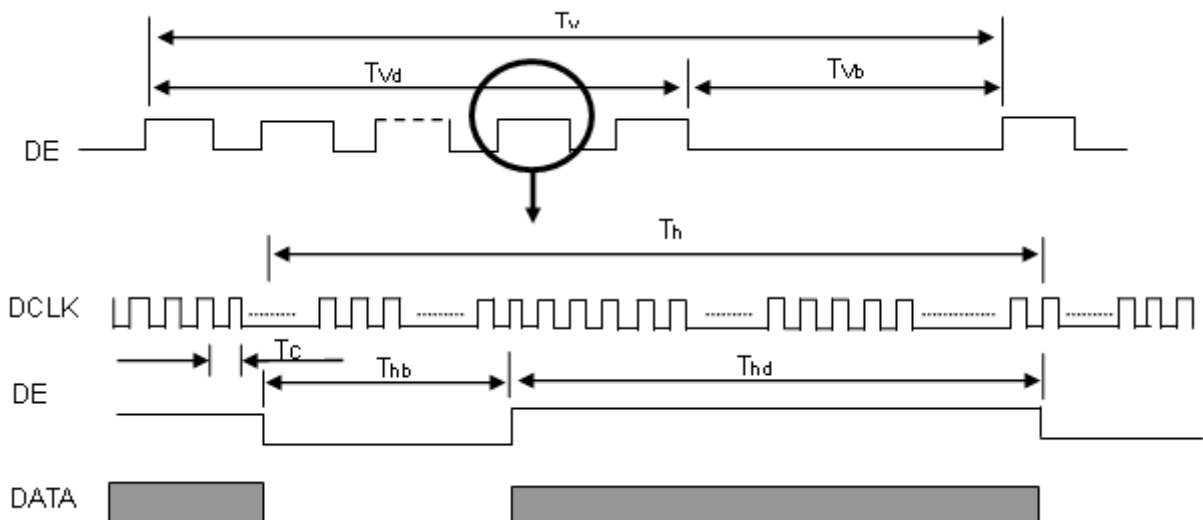 Tv
TVd
TVb
DE
Th
DCLK
TC
Thb
Thd
DE
DATA